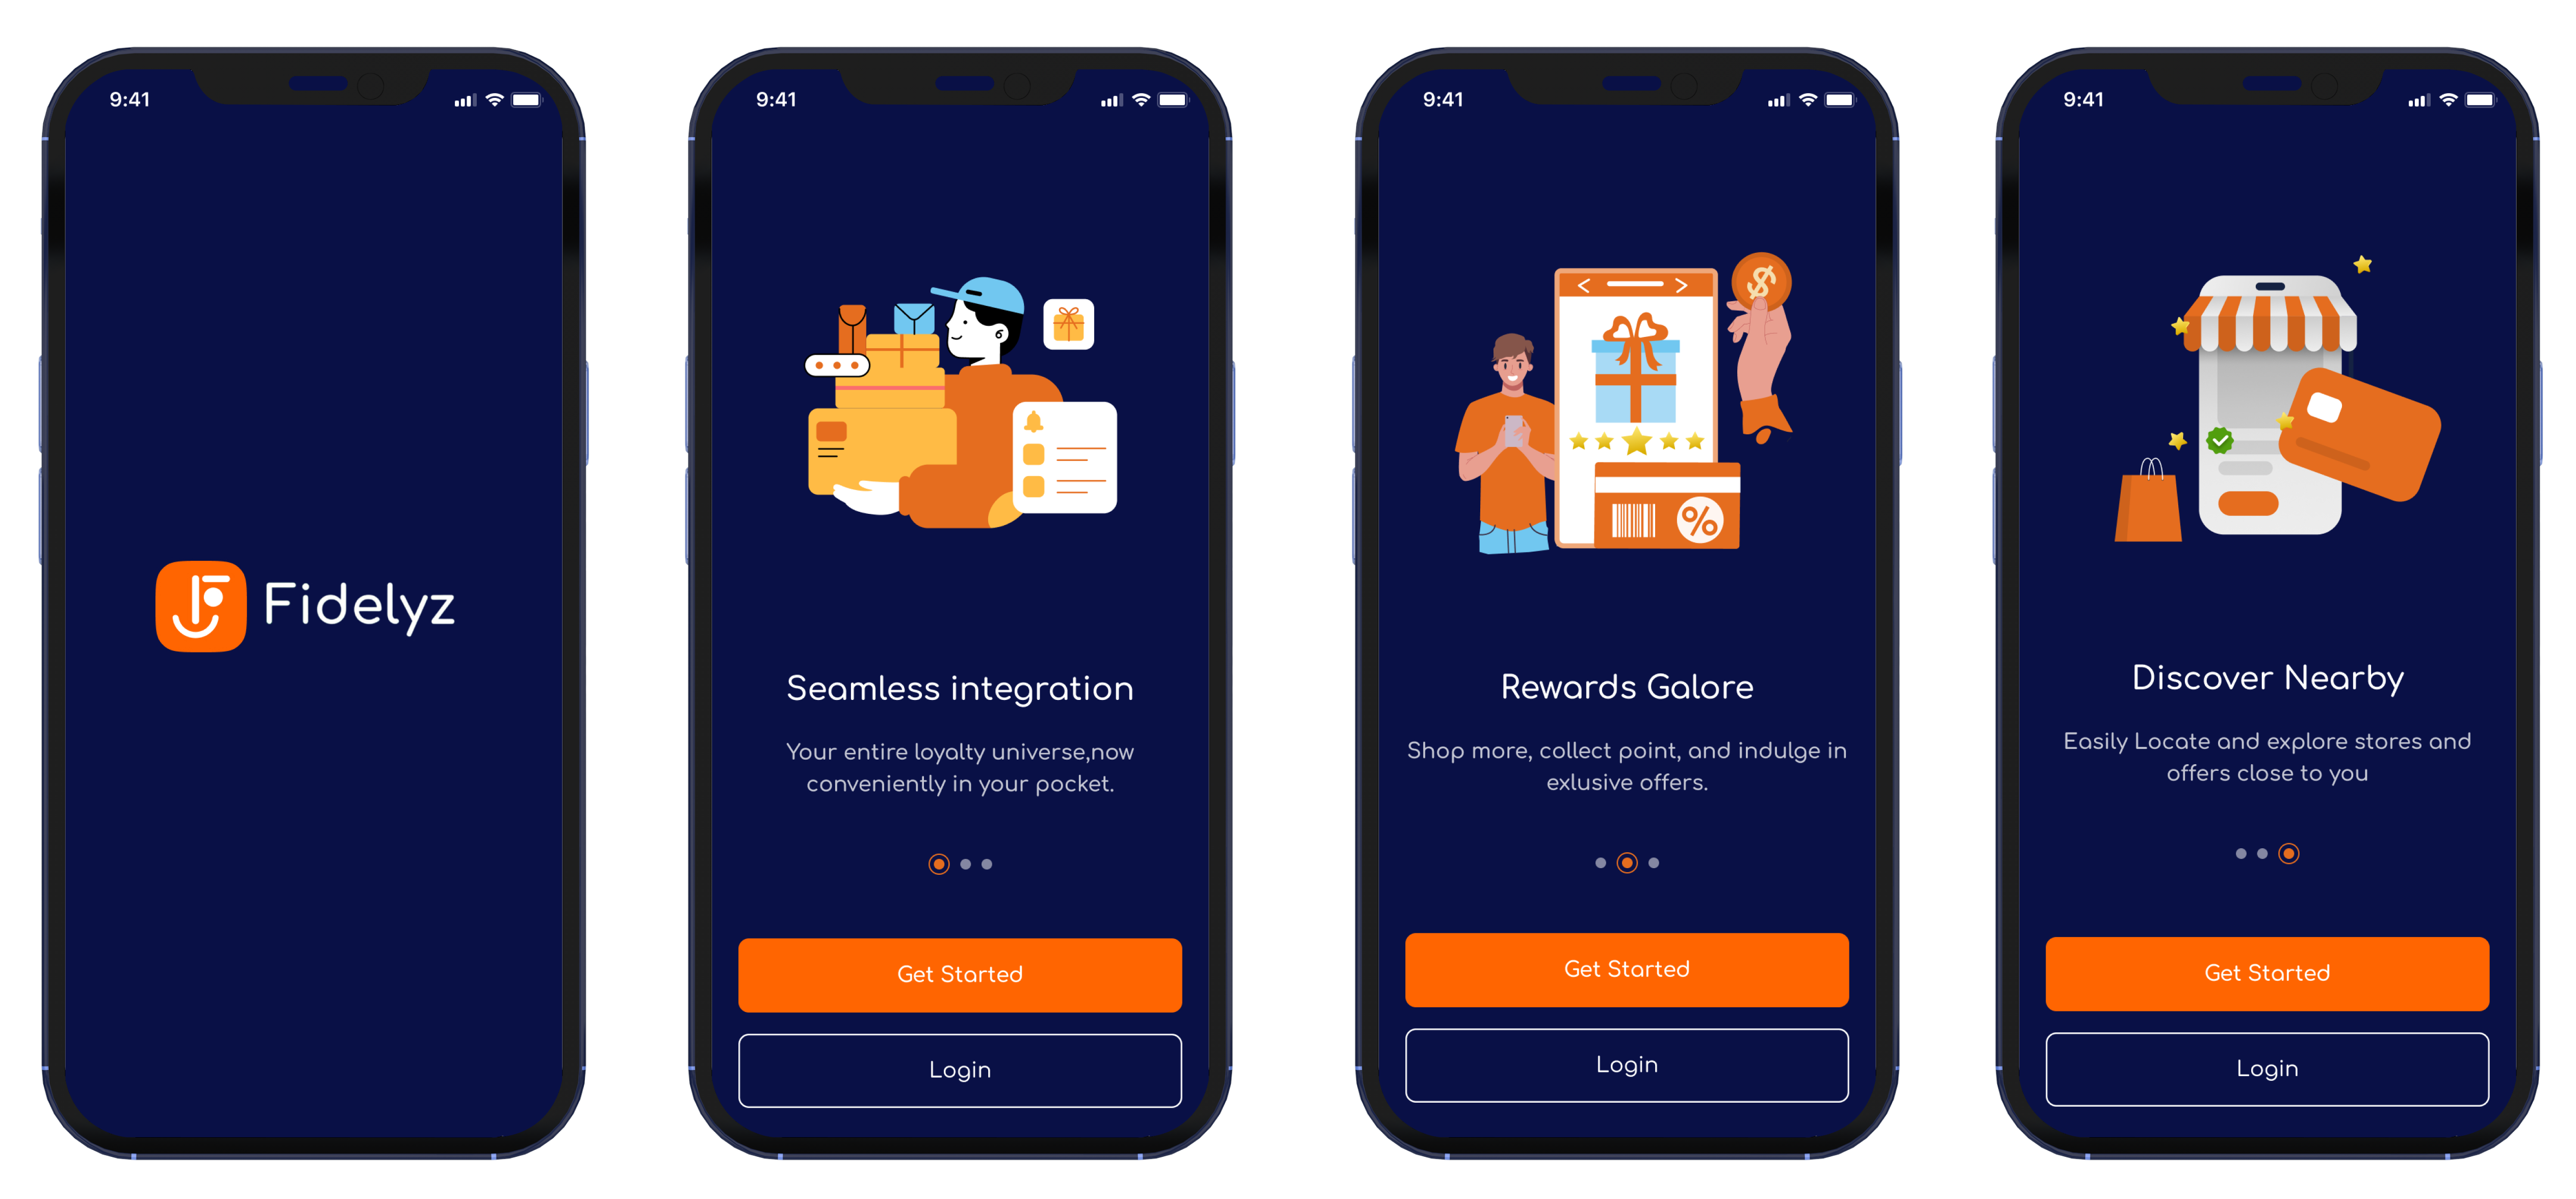 9:41
Fidelyz
9:41
Seamless integration
Your entire loyalty universe,now
conveniently in your pocket.
Get Started
Login
9:41
$
%
Rewards Galore
Shop more, collect point, and indulge in
exlusive offers.
Get Started
Login
9:41
Discover Nearby
Easily Locate and explore stores and
offers close to you
Get Started
Login